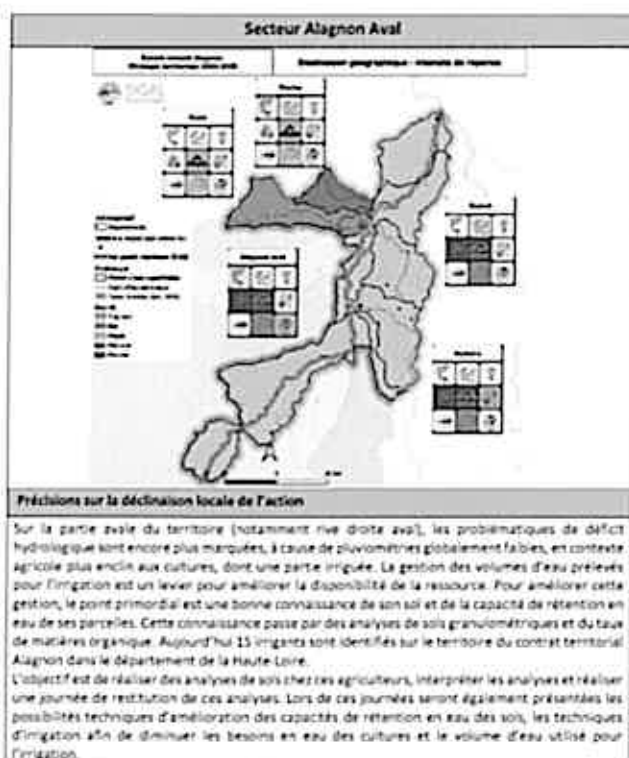 Secteur Alagnon Aval
Déclinaison géographique - Intensité de réponse
Alagnon aval
Précisions sur la déclinaison locale de l'action
Sur la partie avale du territoire (notamment rive droite aval), les problématiques de déficit
hydrologique sont encore plus marquées, à cause de pluviométries globalement faibles, en contexte
agricole plus enclin aux cultures, dont une partie irriguée. La gestion des volumes d'eau prélevés
pour l'irrigation est un levier pour améliorer la disponibilité de la ressource. Pour améliorer cette
gestion, le point primordial est une bonne connaissance de son sol et de la capacité de rétention en
eau de ses parcelles. Cette connaissance passe par des analyses de sols granulométriques et du taux
de matières organique. Aujourd'hui 15 irrigants sont identifiés sur le territoire du contrat territorial
Alagnon dans le département de la Haute Loire.
L'objectif est de réaliser des analyses de sols chez ces agriculteurs, interpréter les analyses et réaliser
une journée de restitution de ces analyses. Lors de ces journées seront également présentées les
possibilités techniques d'amélioration des capacités de rétention en eau des sols, les techniques
d'irrigation afin de diminuer les besoins en eau des cultures et le volume d'eau utilisé pour
l'irrigation.